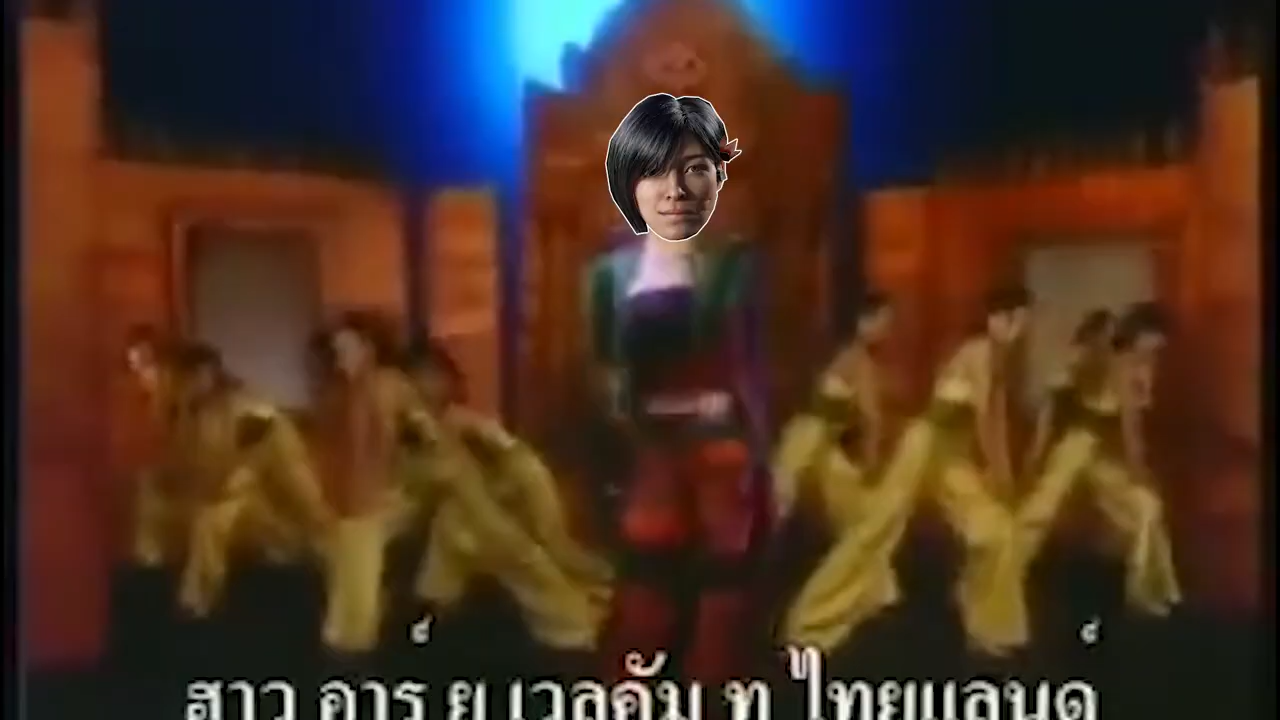 ฮาว อาร์ ยู เวลคัม ทู ไทยแลนด์